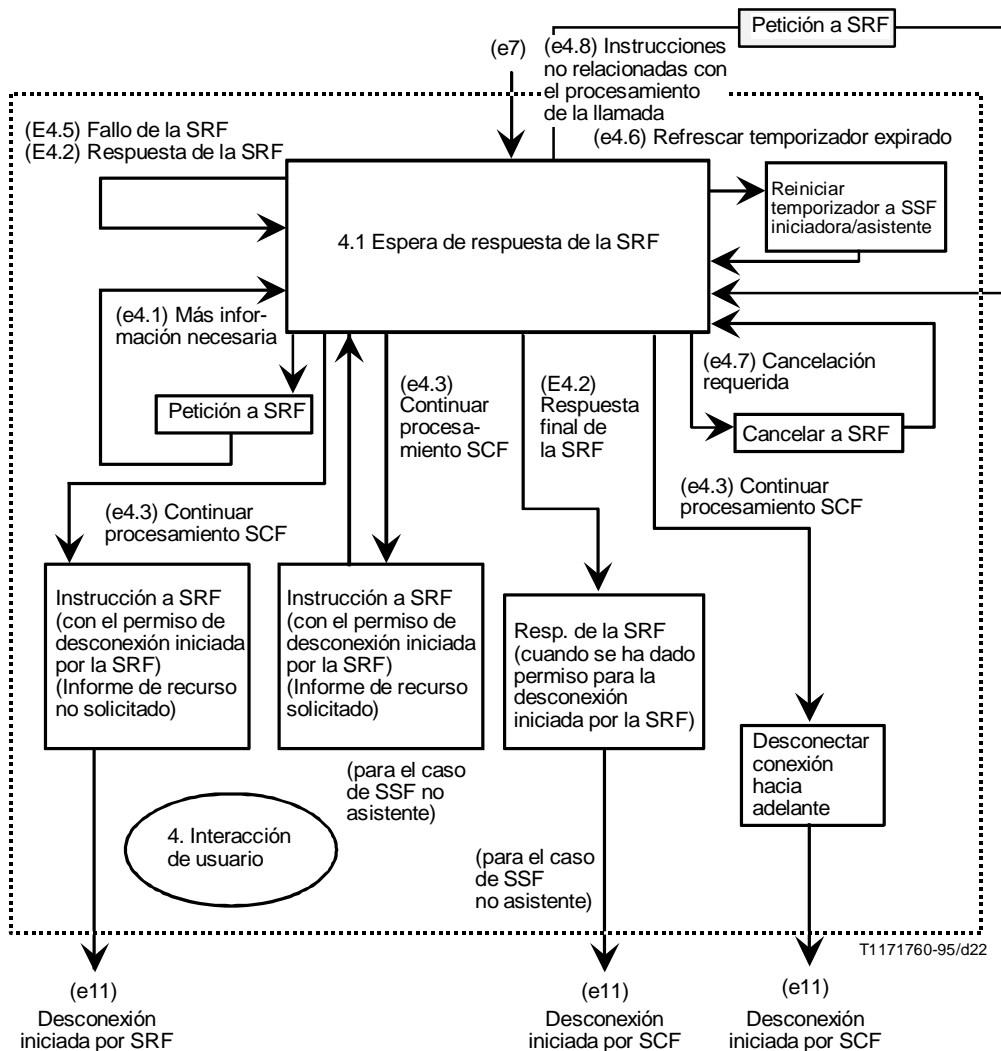 Petición a SRF
(e7)
(e4.8) Instrucciones
no relacionadas con
el procesamiento
de la llamada
(E4.5) Fallo de la SRF
(E4.2) Respuesta de la SRF
(e4.6) Refrescar temporizador expirado
Reiniciar
temporizador a SSF
iniciadora/asistente
4.1 Espera de respuesta de la SRF
(e4.1) Más infor-
mación necesaria
Petición a SRF
(e4.3)
Continuar
procesa-
miento SCF
(E4.2)
Respuesta
final de
la SRF
(e4.7) Cancelación
requerida
Cancelar a SRF
(e4.3) Continuar
procesamiento SCF
(e4.3) Continuar
procesamiento SCF
Instrucción a SRF
(con el permiso de
desconexión iniciada
por la SRF)
(Informe de recurso
no solicitado)
Instrucción a SRF
(con el permiso de
desconexión iniciada
por la SRF)
(Informe de recurso
solicitado)
Resp. de la SRF
(cuando se ha dado
permiso para la
desconexión
iniciada por la SRF)
Desconectar
conexión
hacia
adelante
(para el caso
de SSF no
asistente)
4. Interacción
de usuario
(para el caso
de SSF
no asistente)
T1171760-95/d22
(e11)
Desconexión
iniciada por SRF
(e11)
Desconexión
iniciada por SCF
(e11)
Desconexión
iniciada por SCF